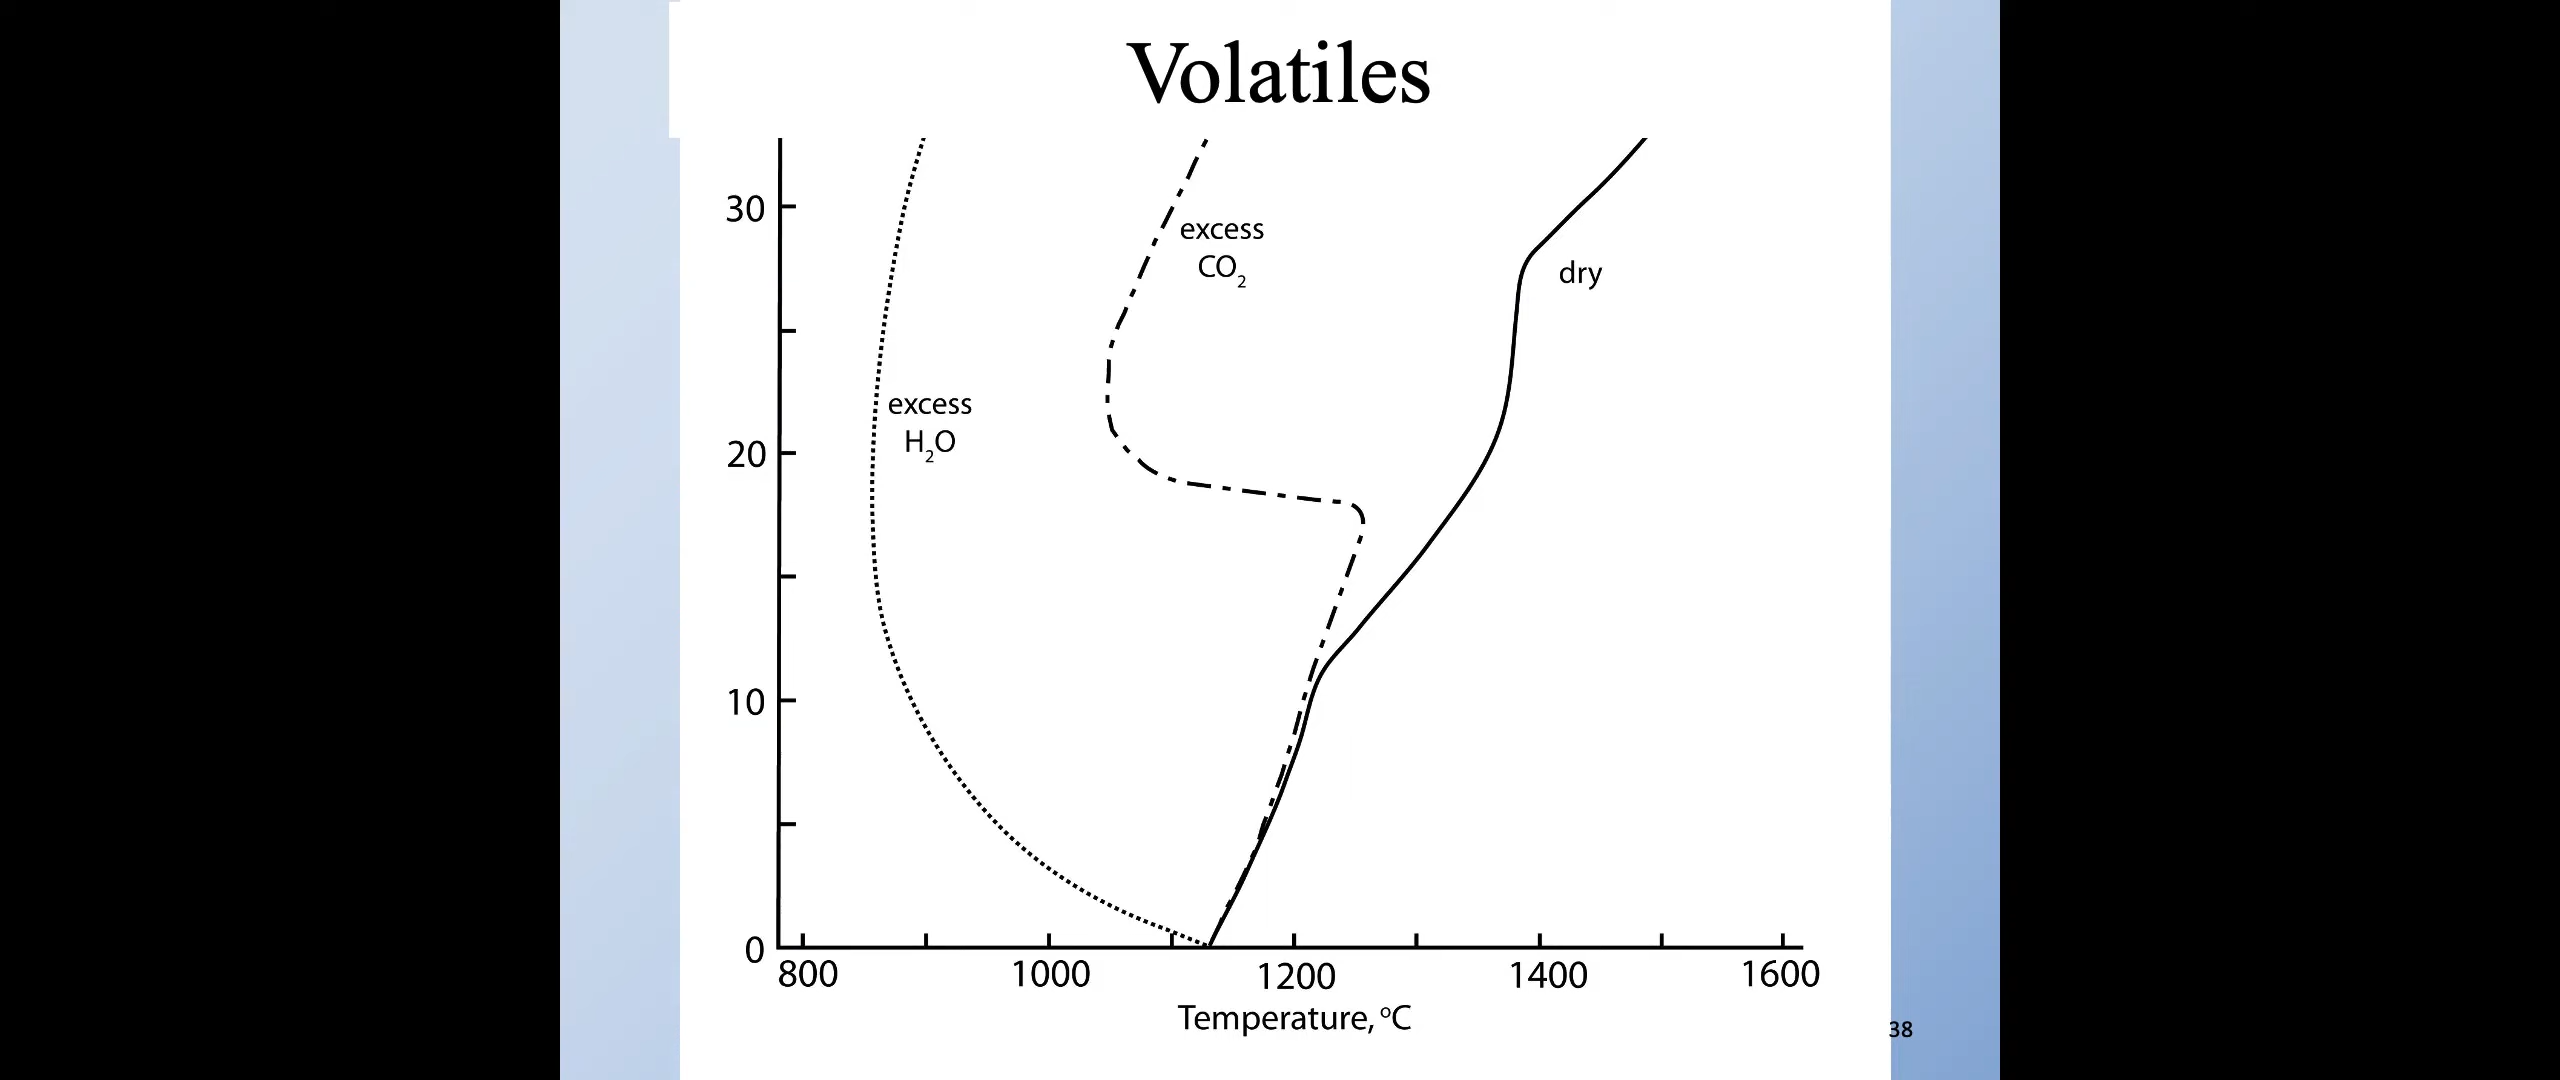 Volatiles
30
20
10
0
excess
H₂O
excess
CO₂
dry
800 1000 1200 1400 1600
Temperature, °C
38